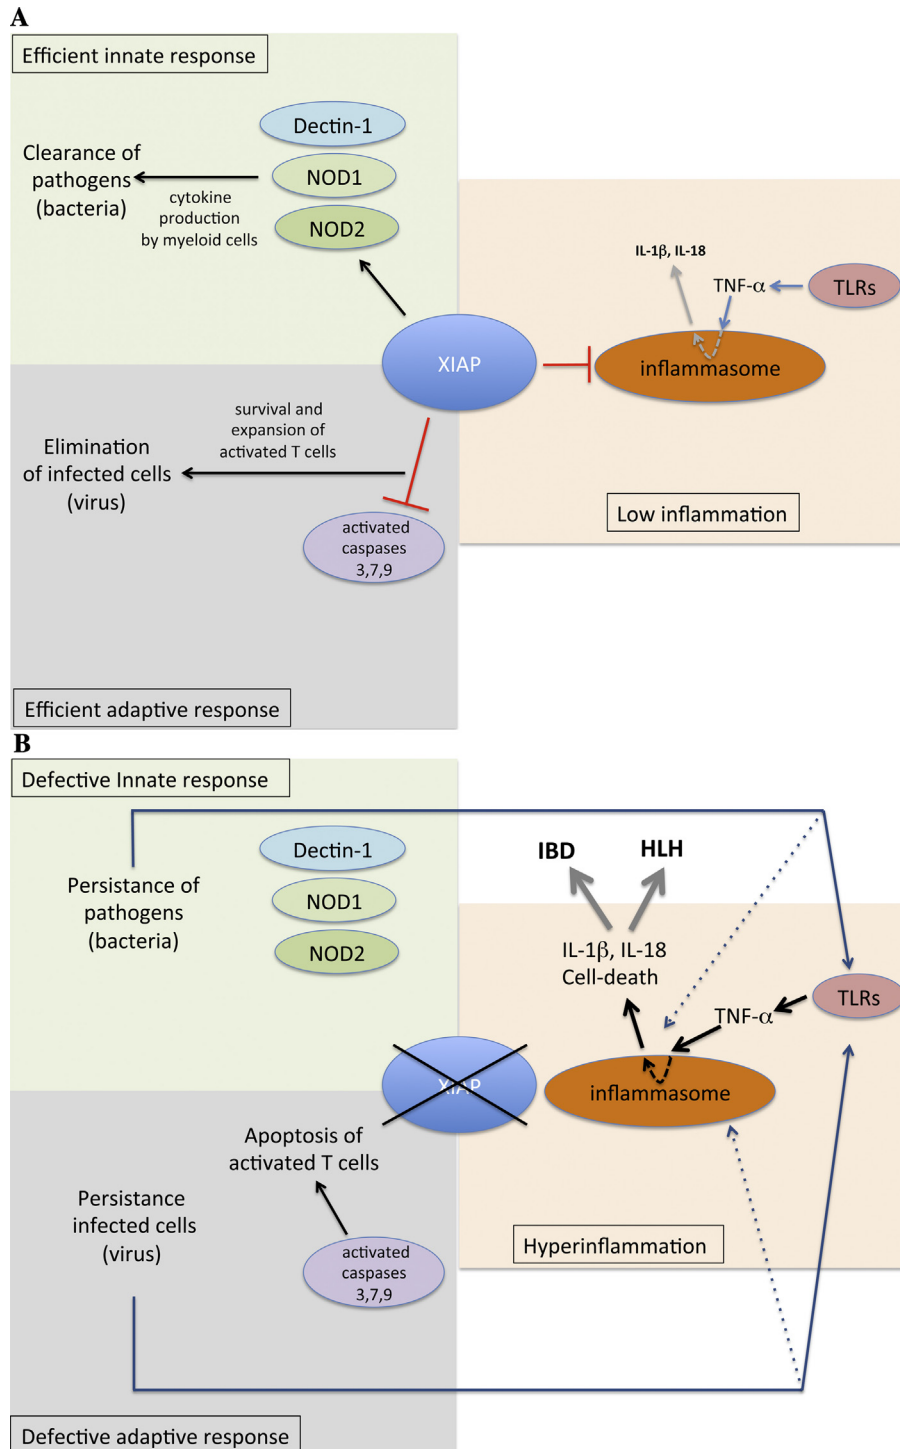 A
Efficient innate response
Dectin-1
Clearance of
pathogens
(bacteria)
NOD1
cytokine
production
by myeloid cells
NOD2
IL-1β, IL-18
TNF-α
TLRs
XIAP
inflammasome
survival and
expansion of
activated T cells
Elimination
of infected cells
(virus)
Low inflammation
activated
caspases
3,7,9
Efficient adaptive response
B
Defective Innate response
Dectin-1
IBD
HLH
Persistance of
pathogens
(bacteria)
NOD1
NOD2
IL-1β, IL-18
Cell-death
TLRs
TNF-α
XIAP
inflammasome
Apoptosis of
activated T cells
Persistance
infected cells
(virus)
Hyperinflammation
activated
caspases
3,7,9
Defective adaptive response